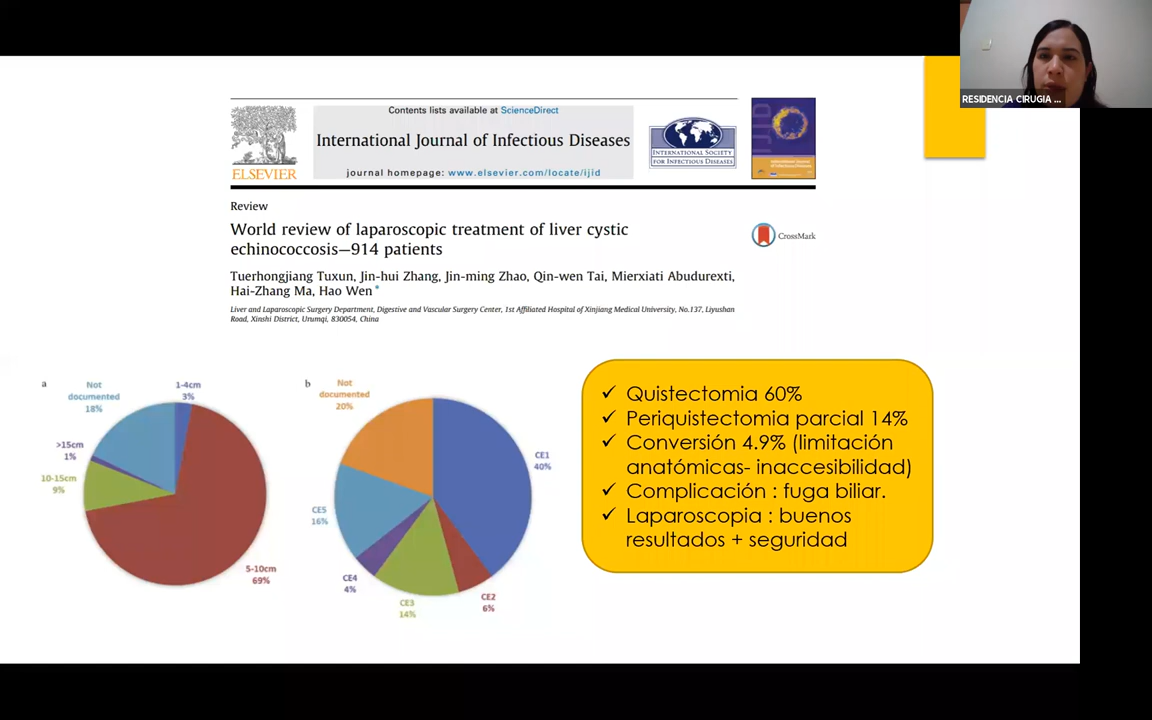 RESIDENCIA CIRUGIA ...
Contents lists available at ScienceDirect
International Journal of Infectious Diseases
journal homepage: www.elsevier.com/locate/ijid
ELSEVIER
INTERNATIONAL SOCIETY
FOR INFECTIOUS DISEASES
IJID
Review
World review of laparoscopic treatment of liver cystic
echinococcosis—914 patients
CrossMark
Tuerhongjiang Tuxun, Jin-hui Zhang, Jin-ming Zhao, Qin-wen Tai, Mierxiati Abudurexti,
Hai-Zhang Ma, Hao Wen *
Liver and Laparoscopic Surgery Department, Digestive and Vascular Surgery Center, 1st Affiliated Hospital of Xinjiang Medical University, No.137, Liyushan
Road, Xinshi District, Urumqi, 830054, China
a
Not
documented
18%
1-4cm
3%
>15cm
1%
10-15cm
9%
5-10cm
69%
b
Not
documented
20%
CE1
40%
CE5
16%
CE4
4%
CE3
14%
CE2
6%
✓ Quistectomia 60%
✓ Periquistectomia parcial 14%
✓ Conversión 4.9% (limitación
anatómicas- inaccesibilidad)
✓ Complicación : fuga biliar.
✓ Laparoscopia : buenos
resultados + seguridad